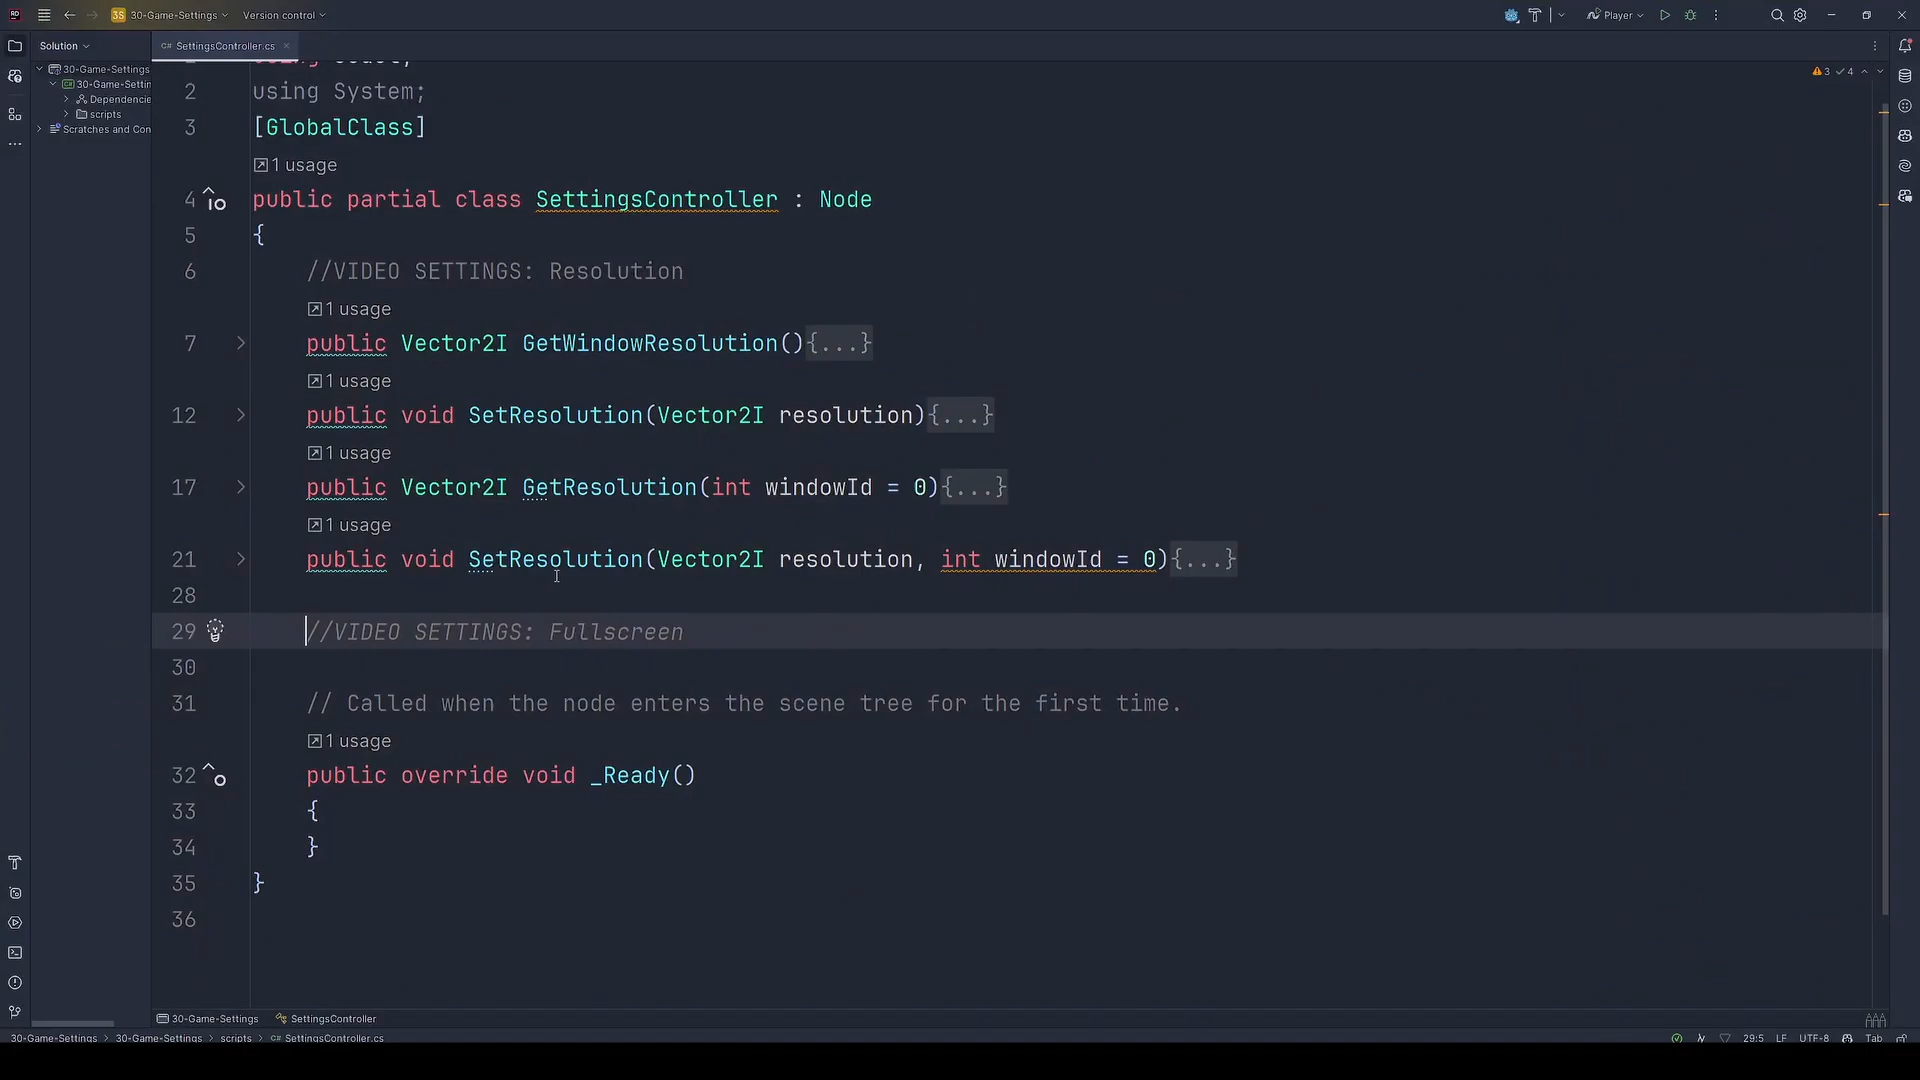 30-Game-Settings Version control Player
Solution SettingsController.cs
30-Game-Settings
30-Game-Settin
Dependencie
scripts
Scratches and Con
3 4
2 using System;
3 [GlobalClass]
1 usage
4 public partial class SettingsController : Node
5 {
6 //VIDEO SETTINGS: Resolution
1 usage
7 public Vector2I GetWindowResolution(){...}
1 usage
12 public void SetResolution(Vector2I resolution){...}
1 usage
17 public Vector2I GetResolution(int windowId = 0){...}
1 usage
21 public void SetResolution(Vector2I resolution, int windowId = 0){...}
28
29 //VIDEO SETTINGS: Fullscreen
30
31 // Called when the node enters the scene tree for the first time.
1 usage
32 public override void _Ready()
33 {
34 }
35 }
36
30-Game-Settings SettingsController
30-Game-Settings > 30-Game-Settings > scripts > C# SettingsController.cs 29:5 LF UTF-8 Tab